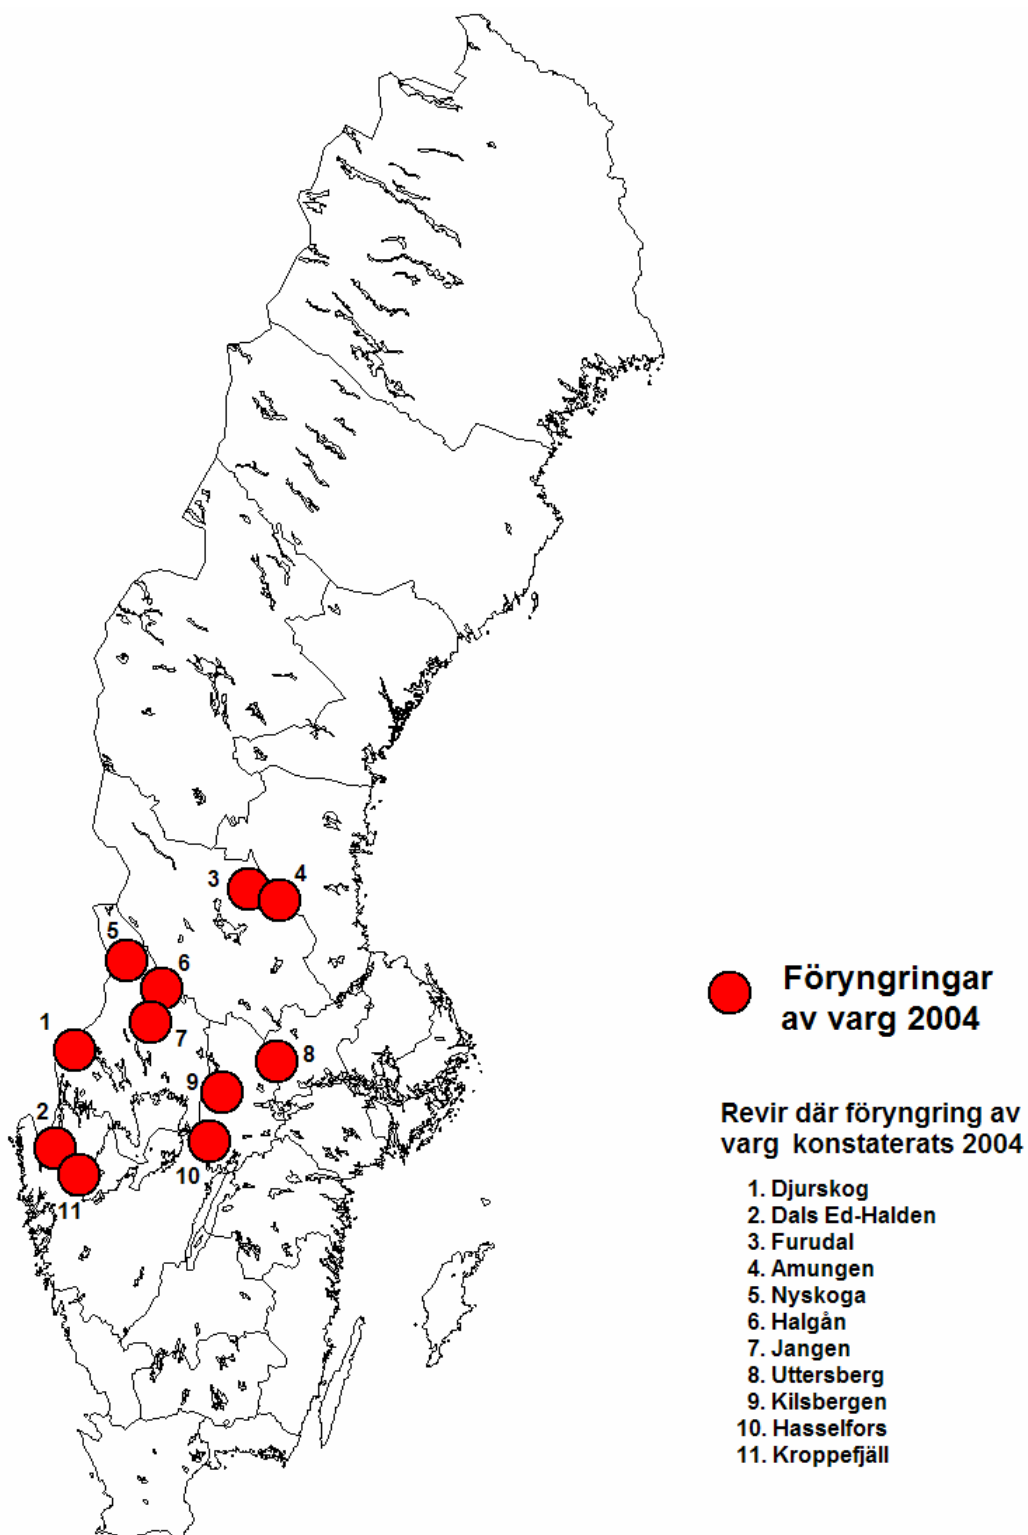 3
4
5
6
7
1
8
9
2
10
11
Föryngringar
av varg 2004
Revir där föryngring av
varg konstaterats 2004
1. Djurskog
2. Dals Ed-Halden
3. Furudal
4. Amungen
5. Nyskoga
6. Halgån
7. Jangen
8. Uttersberg
9. Kilsbergen
10. Hasselfors
11. Kroppefjäll